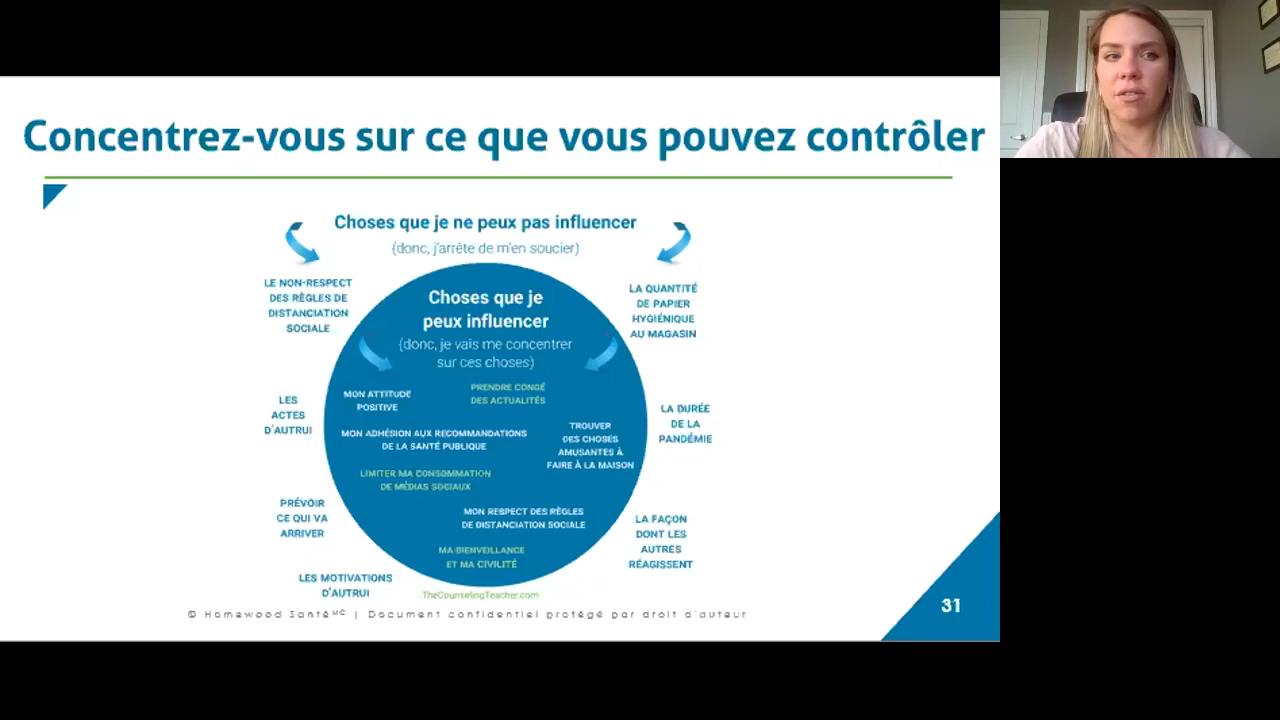 Concentrez-vous sur ce que vous pouvez contrôler
Choses que je ne peux pas influencer
(donc, j'arrête de m'en soucier)
LE NON-RESPECT
DES RÈGLES DE
DISTANCIATION
SOCIALE
LA QUANTITÉ
DE PAPIER
HYGIÉNIQUE
AU MAGASIN
Choses que je
peux influencer
(donc, je vais me concentrer
sur ces choses)
LES
ACTES
D'AUTRUI
MON ATTITUDE
POSITIVE
PRENDRE CONGÉ
DES ACTUALITÉS
MON ADHÉSION AUX RECOMMANDATIONS
DE LA SANTÉ PUBLIQUE
TROUVER
DES CHOSES
AMUSANTES À
FAIRE À LA MAISON
LA DURÉE
DE LA
PANDÉMIE
LIMITER MA CONSOMMATION
DE MÉDIAS SOCIAUX
PRÉVOIR
CE QUI VA
ARRIVER
MON RESPECT DES RÈGLES
DE DISTANCIATION SOCIALE
LA FAÇON
DONT LES
AUTRES
RÉAGISSENT
MA BIENVEILLANCE
ET MA CIVILITÉ
LES MOTIVATIONS
D'AUTRUI
TheCounselingTeacher.com
© Homewood Santé MC | Document confidentiel protégé par droit d'auteur
31